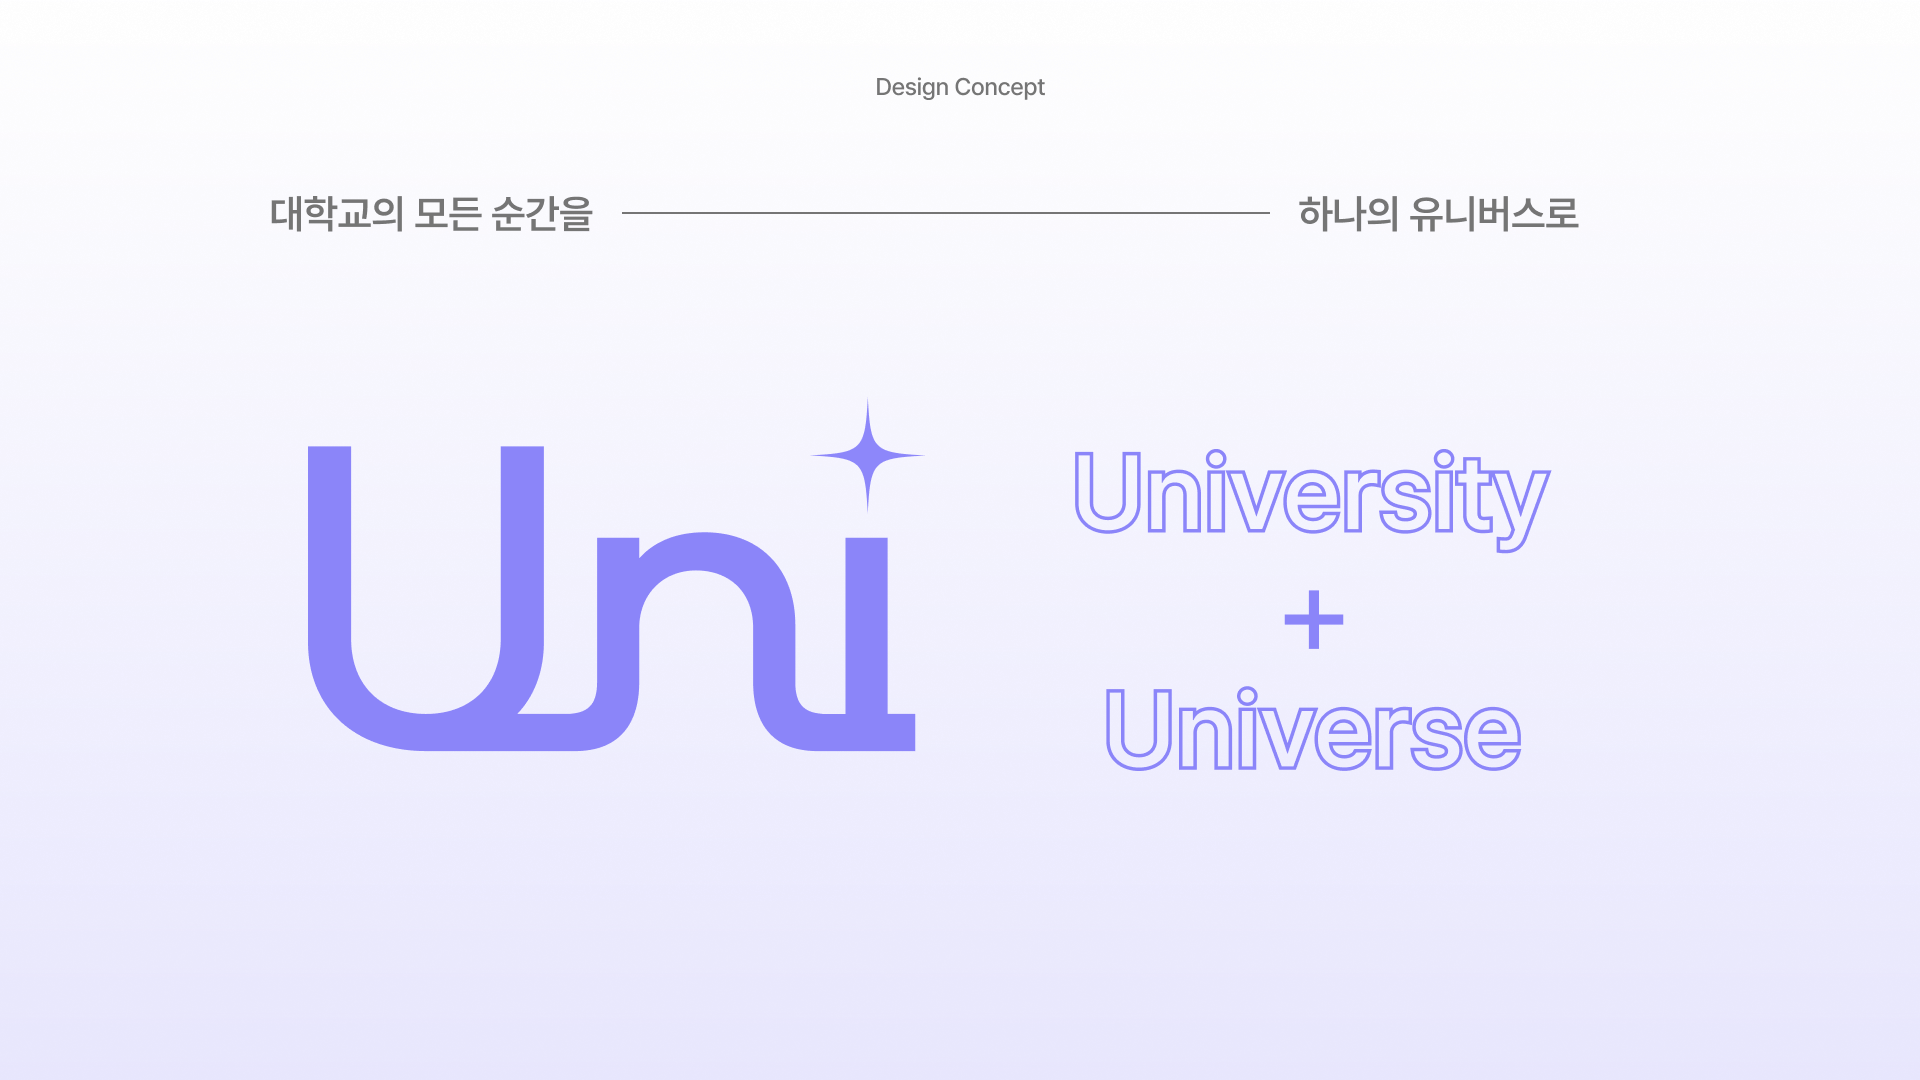 Design Concept
대학교의 모든 순간을
하나의 유니버스로
Uni
University
+
Universe